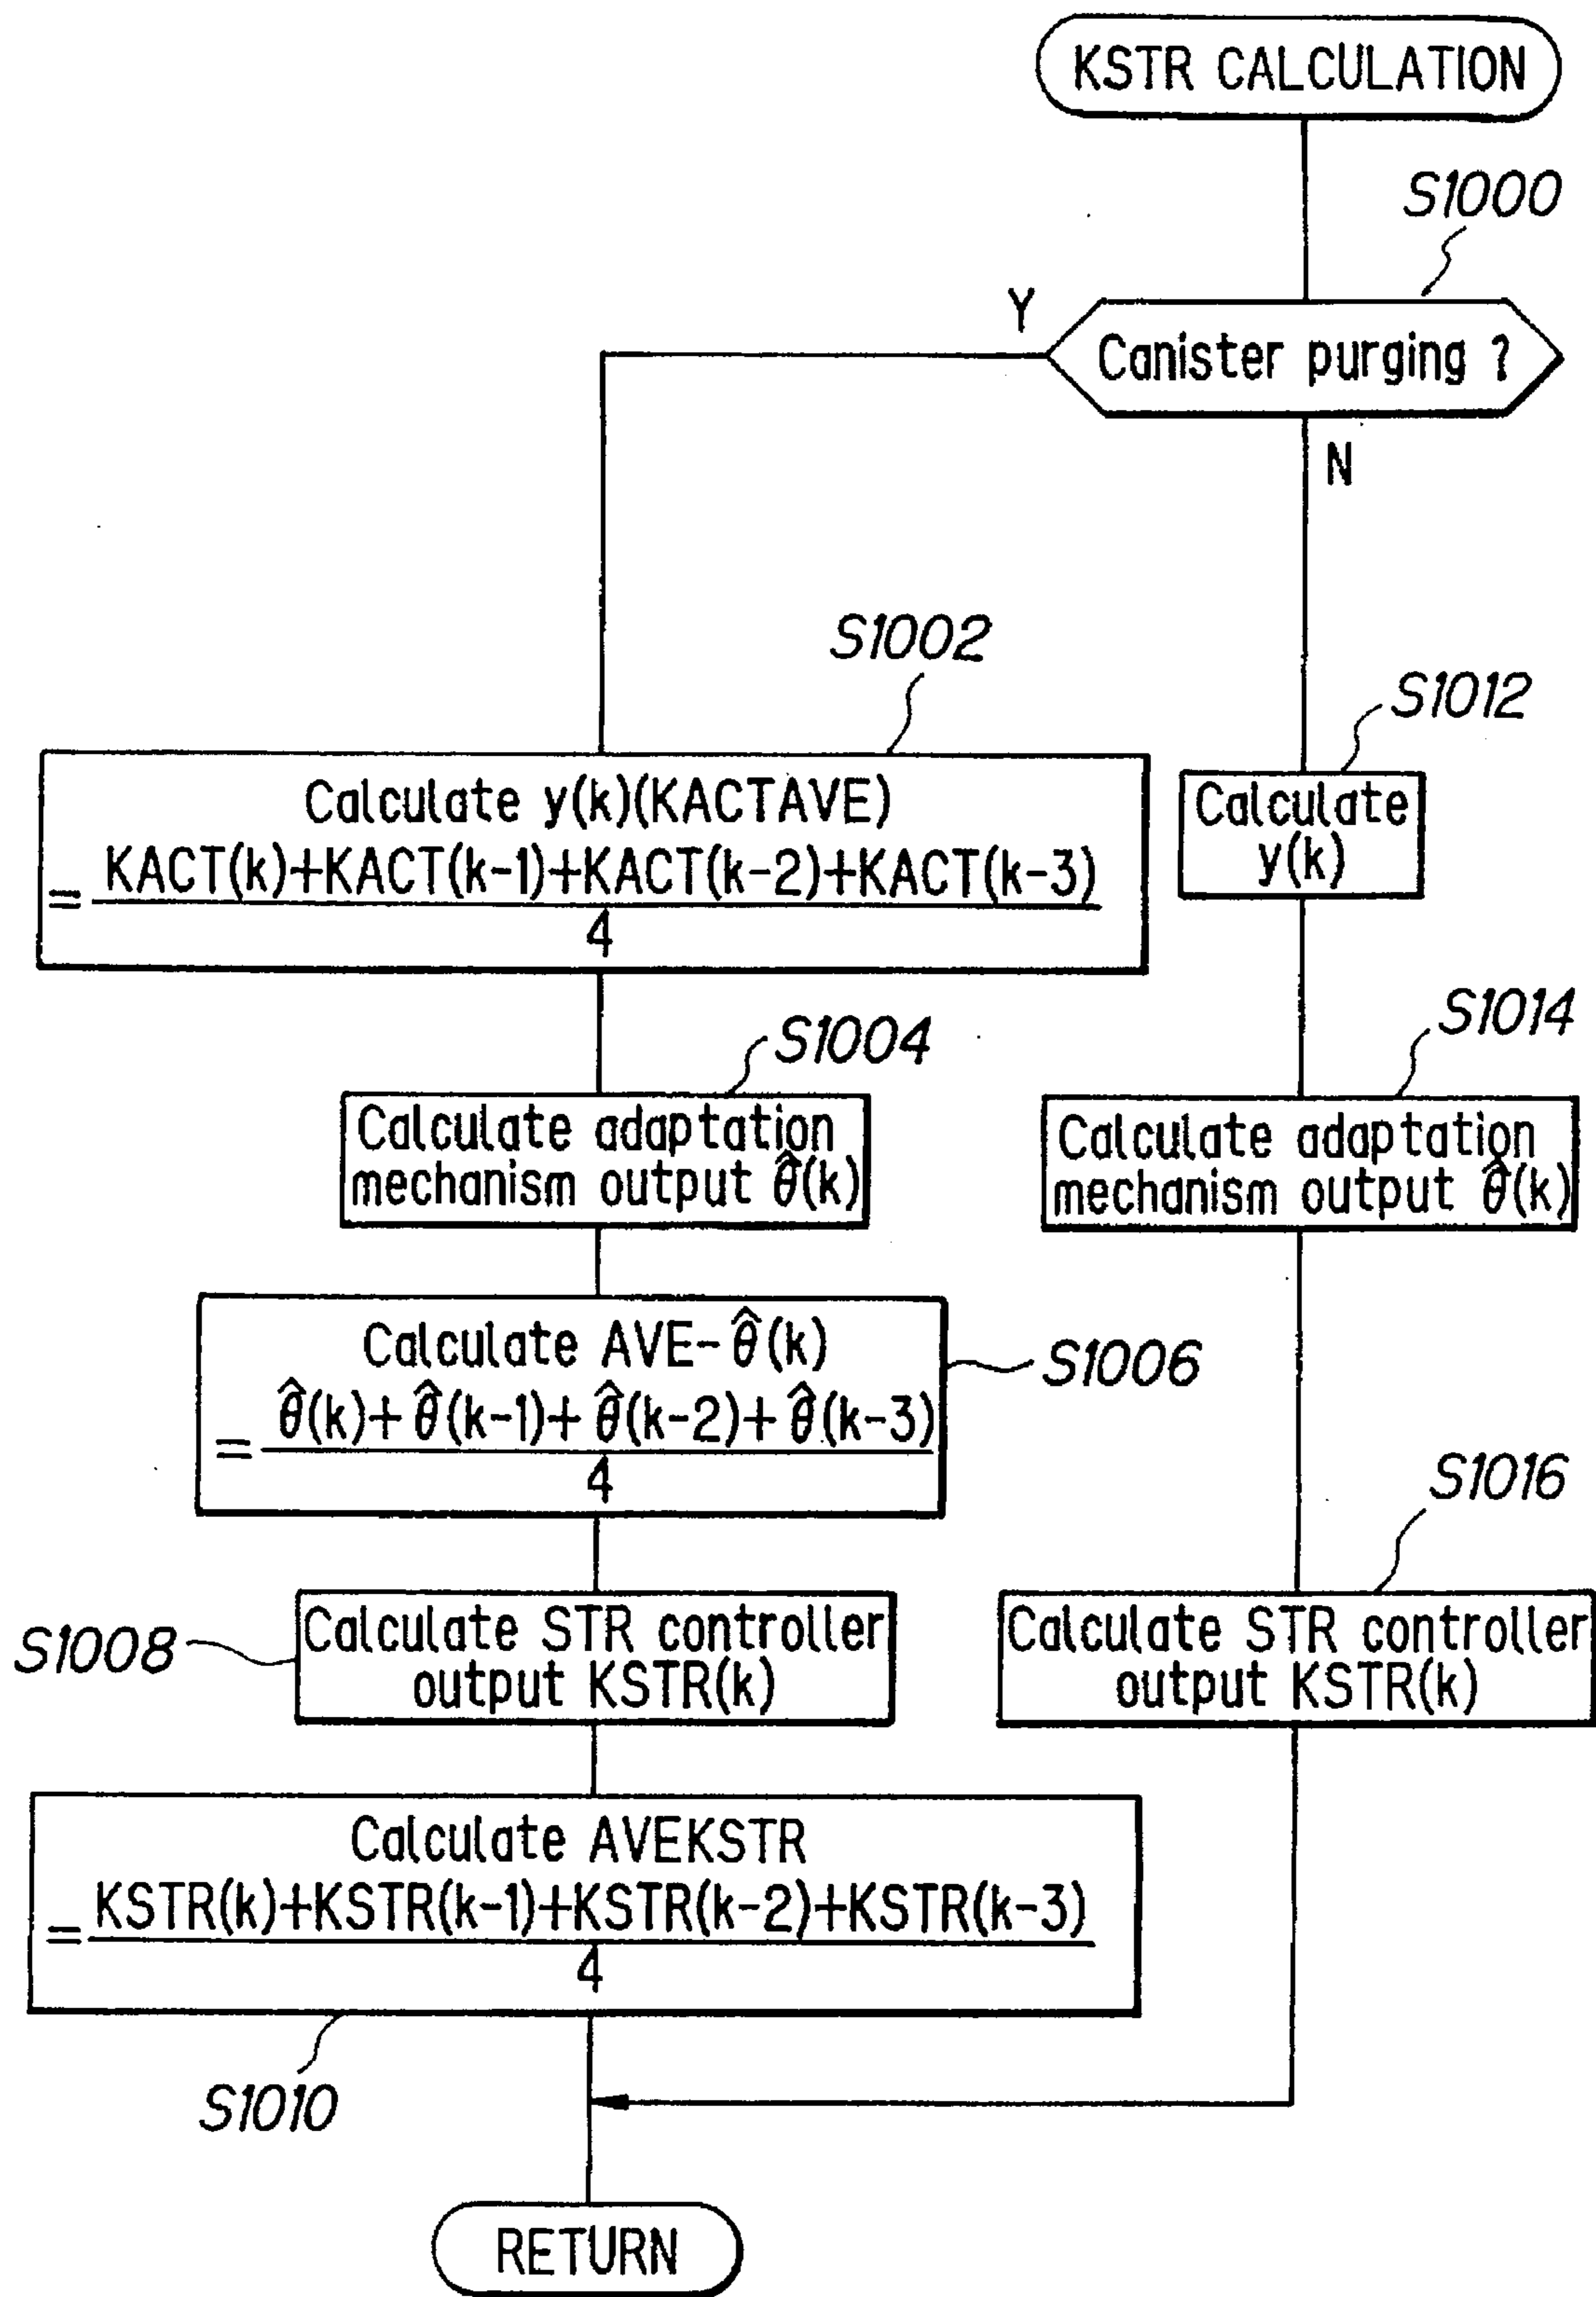 KSTR CALCULATION
S1000
Y
Canister purging ?
N
S1002
Calculate y(k)(KACTAVE)
= KACT(k)+KACT(k-1)+KACT(k-2)+KACT(k-3)
4
S1012
Calculate
y(k)
S1004
Calculate adaptation
mechanism output θ̂(k)
S1014
Calculate adaptation
mechanism output θ̂(k)
Calculate AVE-θ̂(k)
= θ̂(k)+θ̂(k-1)+θ̂(k-2)+θ̂(k-3)
4
S1006
S1008
Calculate STR controller
output KSTR(k)
S1016
Calculate STR controller
output KSTR(k)
Calculate AVEKSTR
= KSTR(k)+KSTR(k-1)+KSTR(k-2)+KSTR(k-3)
4
S1010
RETURN